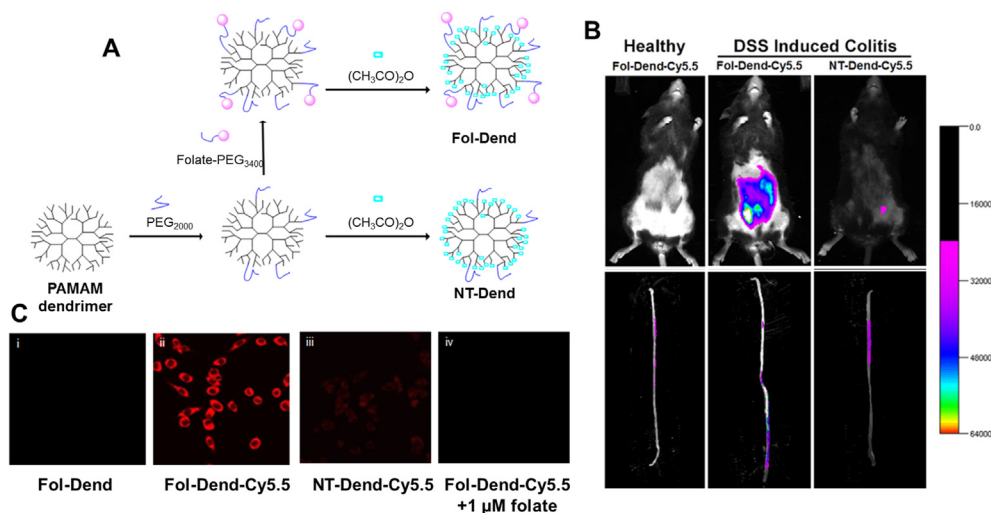 A
(CH3CO)2O
Fol-Dend
Folate-PEG3400
PEG2000
(CH3CO)2O
PAMAM
dendrimer
NT-Dend
B
Healthy
DSS Induced Colitis
Fol-Dend-Cy5.5
Fol-Dend-Cy5.5
NT-Dend-Cy5.5
0.0
16000
32000
48000
64000
C
i
ii
iii
iv
Fol-Dend
Fol-Dend-Cy5.5
NT-Dend-Cy5.5
Fol-Dend-Cy5.5
+1 µM folate